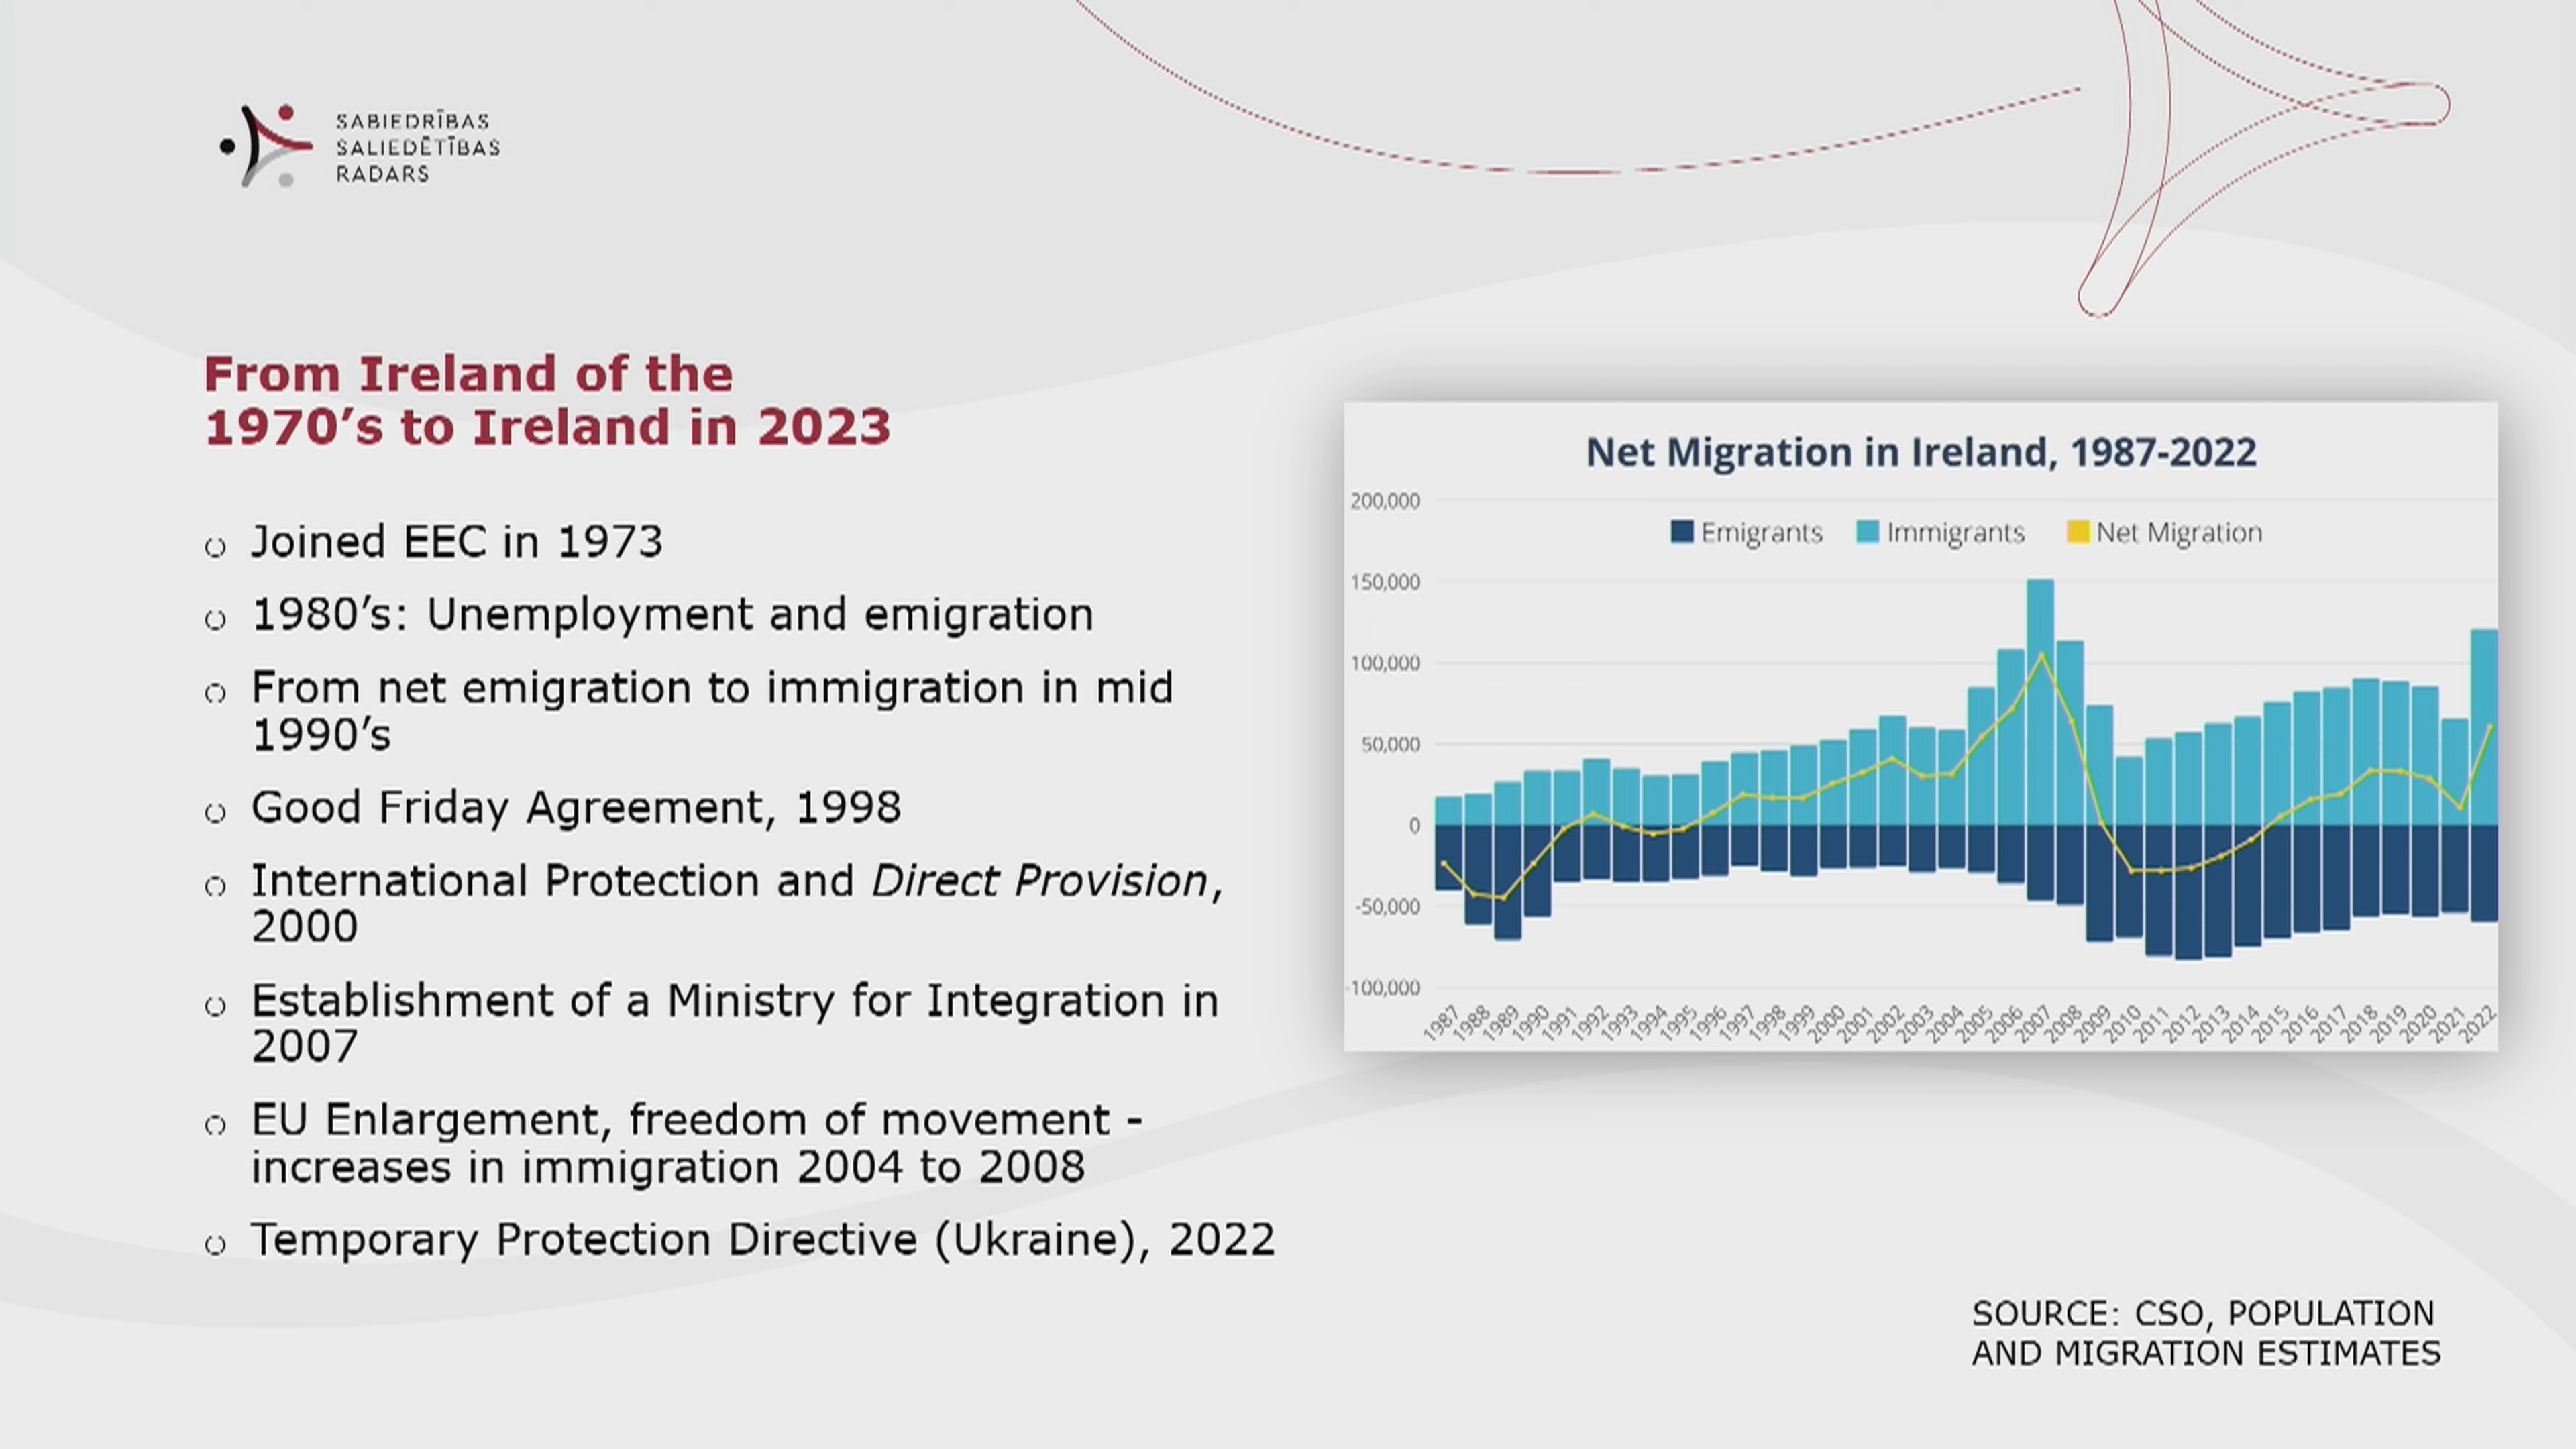 SABIEDRĪBAS
SALIEDĒTĪBAS
RADARS
From Ireland of the
1970’s to Ireland in 2023
Joined EEC in 1973
1980’s: Unemployment and emigration
From net emigration to immigration in mid
1990’s
Good Friday Agreement, 1998
International Protection and Direct Provision,
2000
Establishment of a Ministry for Integration in
2007
EU Enlargement, freedom of movement -
increases in immigration 2004 to 2008
Temporary Protection Directive (Ukraine), 2022
Net Migration in Ireland, 1987-2022
Emigrants Immigrants Net Migration
200,000
150,000
100,000
50,000
0
-50,000
-100,000
1987 1988 1989 1990 1991 1992 1993 1994 1995 1996 1997 1998 1999 2000 2001 2002 2003 2004 2005 2006 2007 2008 2009 2010 2011 2012 2013 2014 2015 2016 2017 2018 2019 2020 2021 2022
SOURCE: CSO, POPULATION
AND MIGRATION ESTIMATES